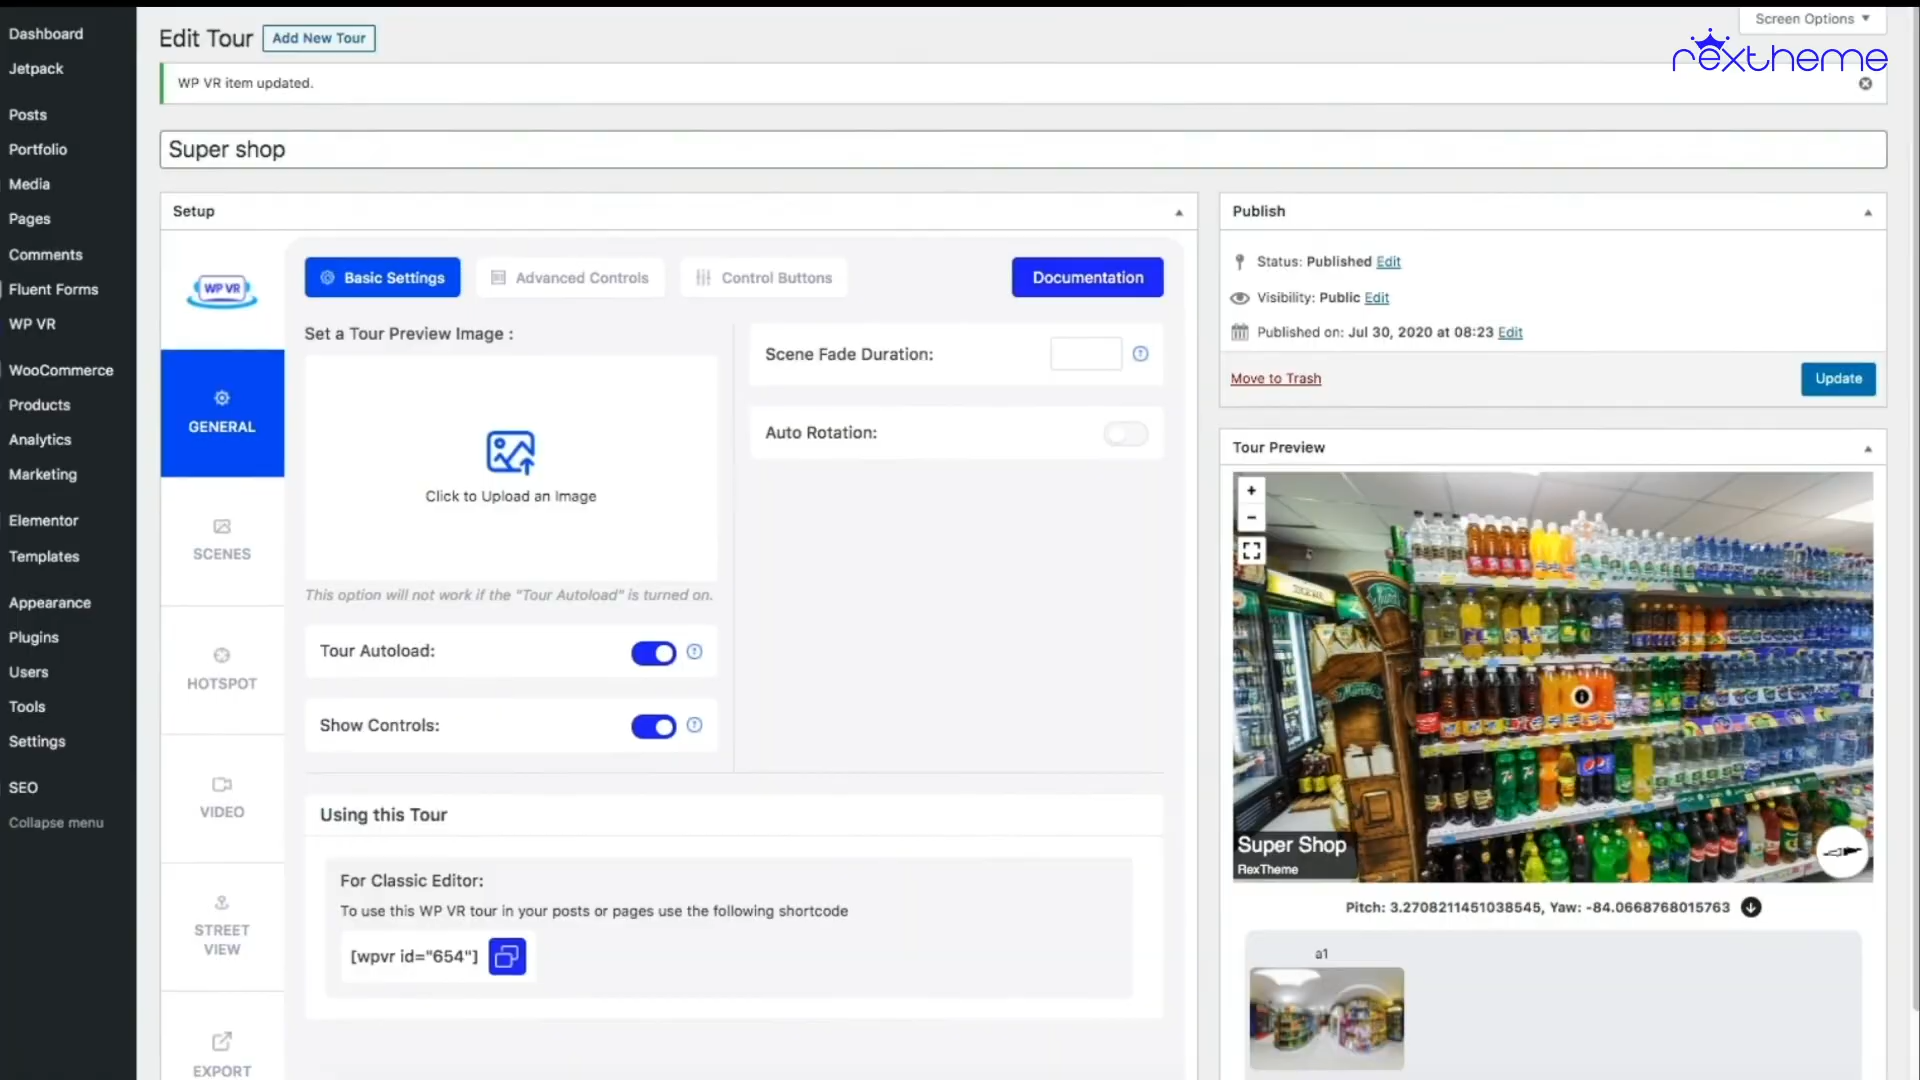 Dashboard
Jetpack
Posts
Portfolio
Media
Pages
Comments
Fluent Forms
WP VR
WooCommerce
Products
Analytics
Marketing
Elementor
Templates
Appearance
Plugins
Users
Tools
Settings
SEO
Collapse menu
Screen Options
rextheme
Edit Tour
Add New Tour
WP VR item updated.
Super shop
Setup
WP VR
GENERAL
SCENES
HOTSPOT
VIDEO
STREET
VIEW
EXPORT
Basic Settings
Advanced Controls
Control Buttons
Documentation
Set a Tour Preview Image :
Click to Upload an Image
This option will not work if the "Tour Autoload" is turned on.
Tour Autoload:
Show Controls:
Scene Fade Duration:
Auto Rotation:
Using this Tour
For Classic Editor:
To use this WP VR tour in your posts or pages use the following shortcode
[wpvr id="654"]
Publish
Status: Published Edit
Visibility: Public Edit
Published on: Jul 30, 2020 at 08:23 Edit
Move to Trash
Update
Tour Preview
+
−
Super Shop
RexTheme
Pitch: 3.2708211451038545, Yaw: -84.0668768015763
a1